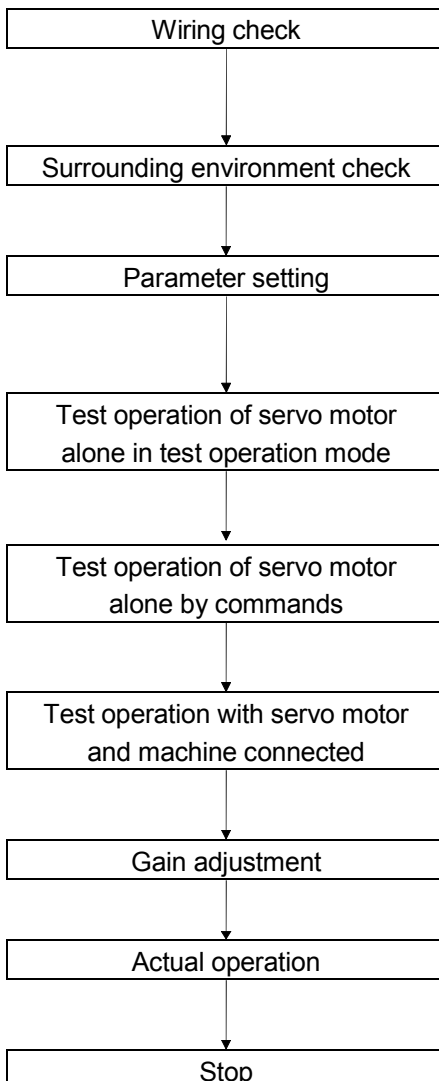 Wiring check
Surrounding environment check
Parameter setting
Test operation of servo motor
alone in test operation mode
Test operation of servo motor
alone by commands
Test operation with servo motor
and machine connected
Gain adjustment
Actual operation
Stop